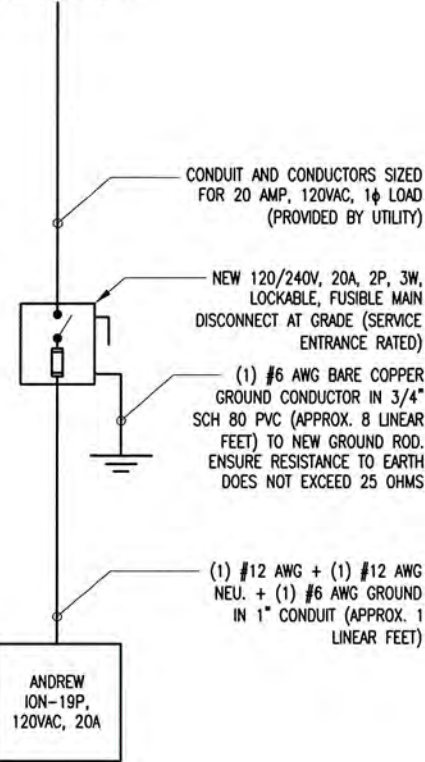 CONDUIT AND CONDUCTORS SIZED
FOR 20 AMP, 120VAC, 1ϕ LOAD
(PROVIDED BY UTILITY)
NEW 120/240V, 20A, 2P, 3W,
LOCKABLE, FUSIBLE MAIN
DISCONNECT AT GRADE (SERVICE
ENTRANCE RATED)
(1) #6 AWG BARE COPPER
GROUND CONDUCTOR IN 3/4"
SCH 80 PVC (APPROX. 8 LINEAR
FEET) TO NEW GROUND ROD.
ENSURE RESISTANCE TO EARTH
DOES NOT EXCEED 25 OHMS
(1) #12 AWG + (1) #12 AWG
NEU. + (1) #6 AWG GROUND
IN 1" CONDUIT (APPROX. 1
LINEAR FEET)
ANDREW
ION-19P,
120VAC, 20A